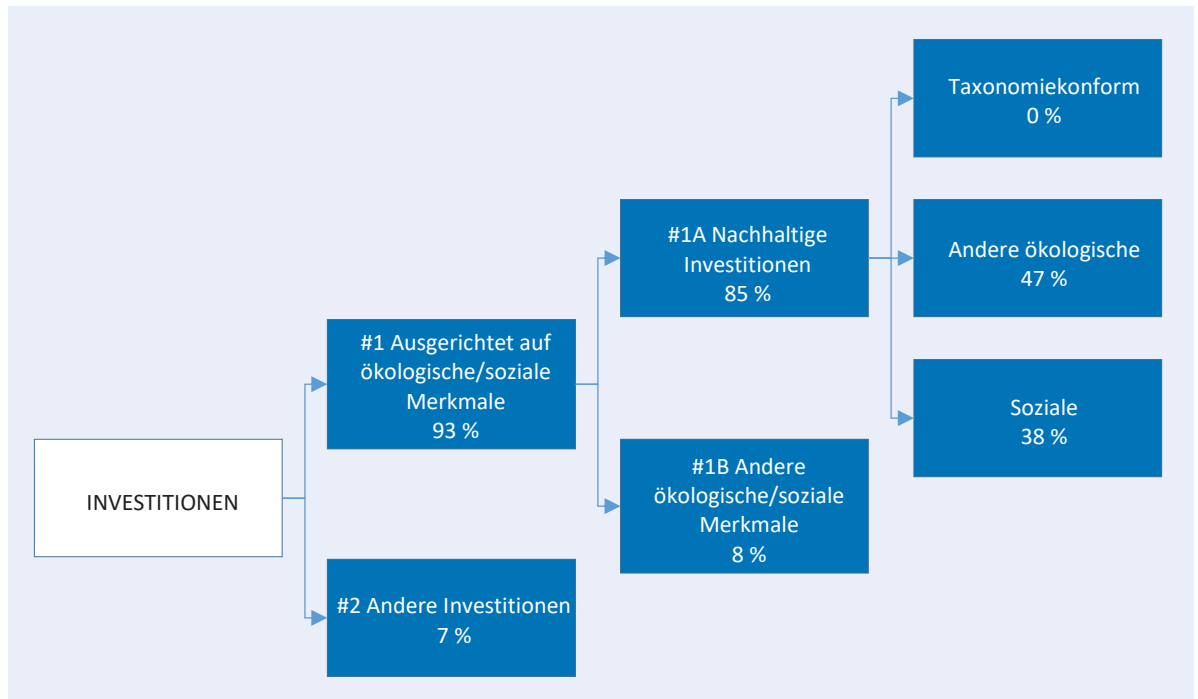 INVESTITIONEN
#1 Ausgerichtet auf
ökologische/soziale
Merkmale
93 %
#2 Andere Investitionen
7 %
#1A Nachhaltige
Investitionen
85 %
#1B Andere
ökologische/soziale
Merkmale
8 %
Taxonomiekonform
0 %
Andere ökologische
47 %
Soziale
38 %